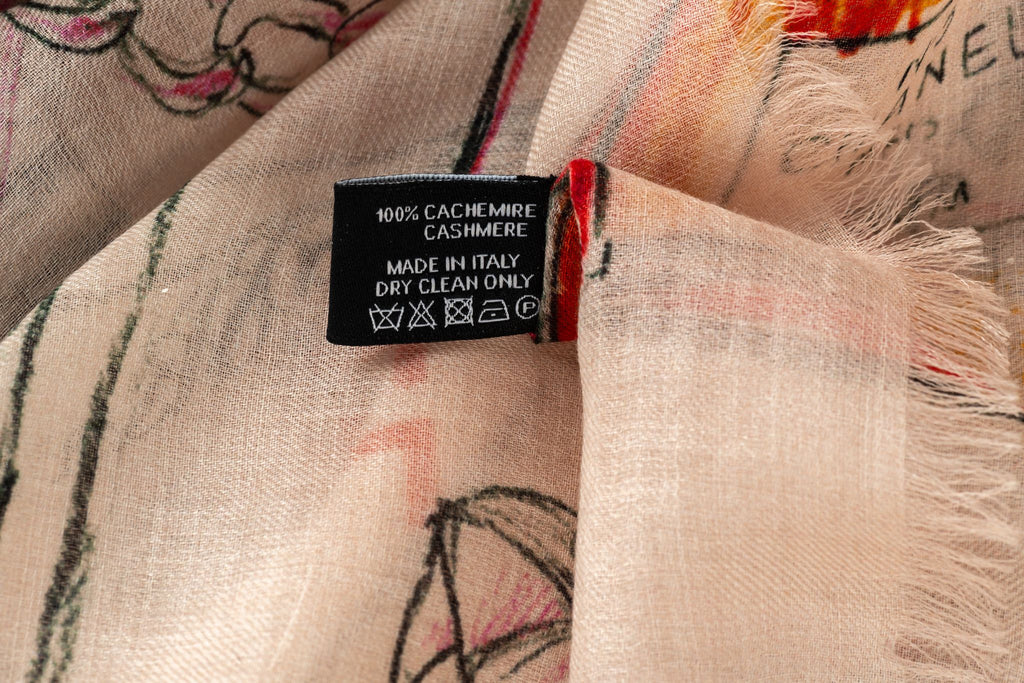 100% CACHEMIRE
CASHMERE
MADE IN ITALY
DRY CLEAN ONLY
P